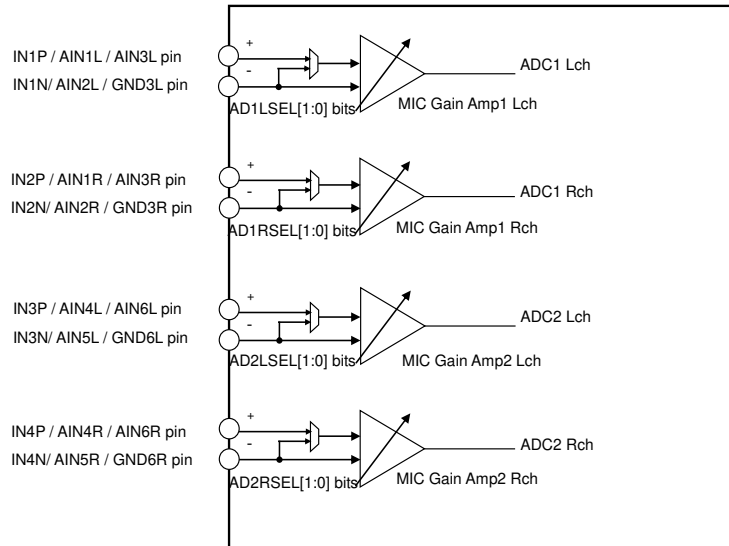 +
IN1P / AIN1L / AIN3L pin
ADC1 Lch
-
IN1N/ AIN2L / GND3L pin
AD1LSEL[1:0] bits
MIC Gain Amp1 Lch
+
IN2P / AIN1R / AIN3R pin
ADC1 Rch
-
IN2N/ AIN2R / GND3R pin
AD1RSEL[1:0] bits
MIC Gain Amp1 Rch
+
IN3P / AIN4L / AIN6L pin
ADC2 Lch
-
IN3N/ AIN5L / GND6L pin
AD2LSEL[1:0] bits
MIC Gain Amp2 Lch
+
IN4P / AIN4R / AIN6R pin
ADC2 Rch
-
IN4N/ AIN5R / GND6R pin
AD2RSEL[1:0] bits
MIC Gain Amp2 Rch